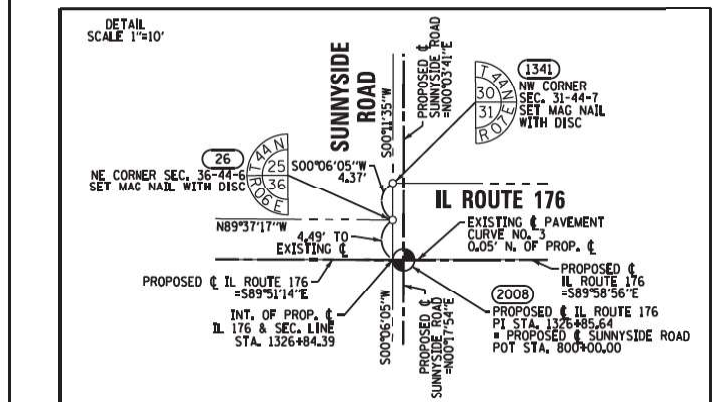 DETAIL
SCALE 1"=10'
SUNNYSIDE
ROAD
S00°11'35"W
PROPOSED ℄
SUNNYSIDE ROAD
=N00°03'41"E
1341
NW CORNER
SEC. 31-44-7
SET MAG NAIL
WITH DISC
T 44 N
30
31
R 07 E
26
NE CORNER SEC. 36-44-6
SET MAG NAIL WITH DISC
T 44 N
25
36
R 06 E
S00°06'05"W
4.37'
IL ROUTE 176
EXISTING ℄ PAVEMENT
CURVE NO. 3
0.05' N. OF PROP. ℄
N89°37'17"W
4.49' TO
EXISTING ℄
PROPOSED ℄ IL ROUTE 176
=S89°51'14"E
PROPOSED ℄
IL ROUTE 176
=S89°58'56"E
INT. OF PROP. ℄
IL 176 & SEC. LINE
STA. 1326+84.39
S00°06'05"W
PROPOSED ℄
SUNNYSIDE ROAD
=N00°17'54"E
2008
PROPOSED ℄ IL ROUTE 176
PI STA. 1326+85.64
= PROPOSED ℄ SUNNYSIDE ROAD
POT STA. 800+00.00